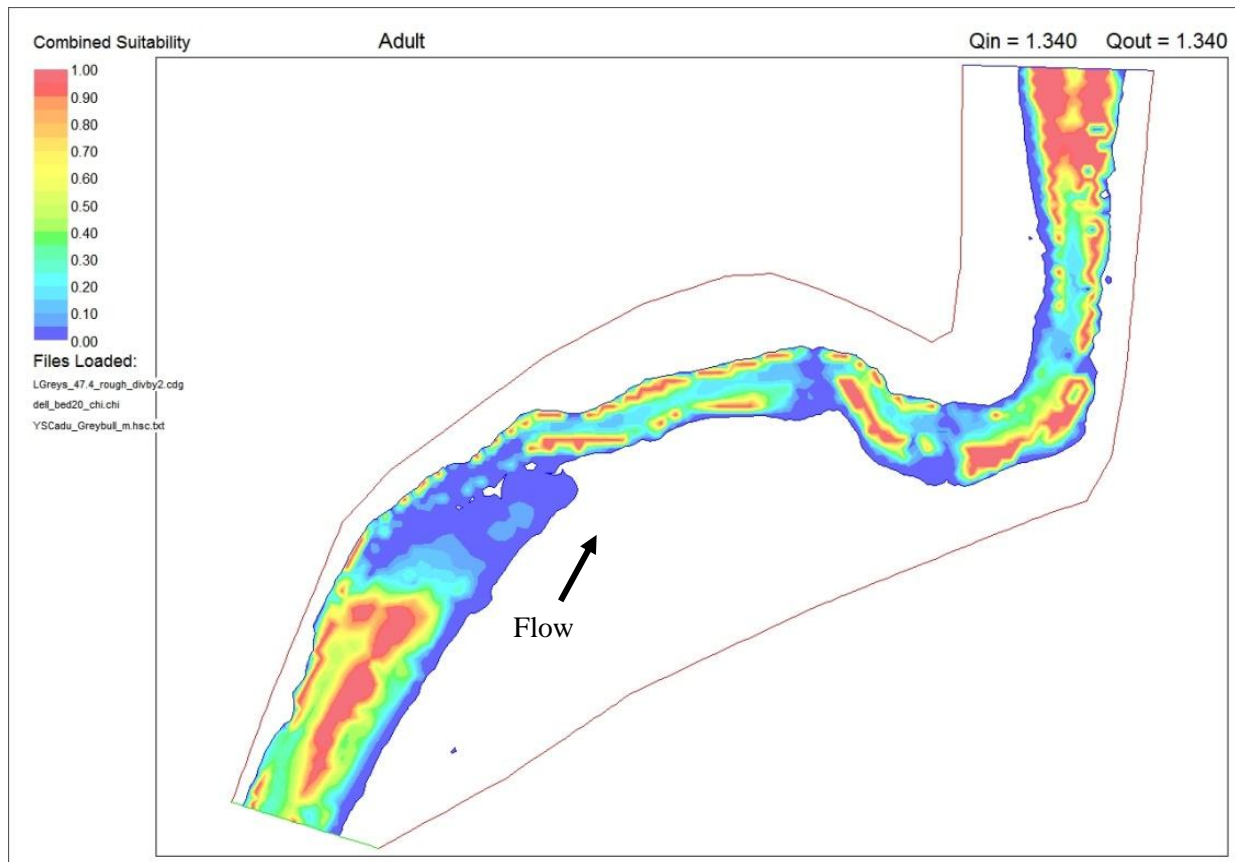 Combined Suitability
Adult
Qin = 1.340 Qout = 1.340
1.00
0.90
0.80
0.70
0.60
0.50
0.40
0.30
0.20
0.10
0.00
Files Loaded:
LGreys_47.4_rough_divby2.cdg
dell_bed20_chi.chi
YSCadu_Greybull_m.hsc.txt
Flow